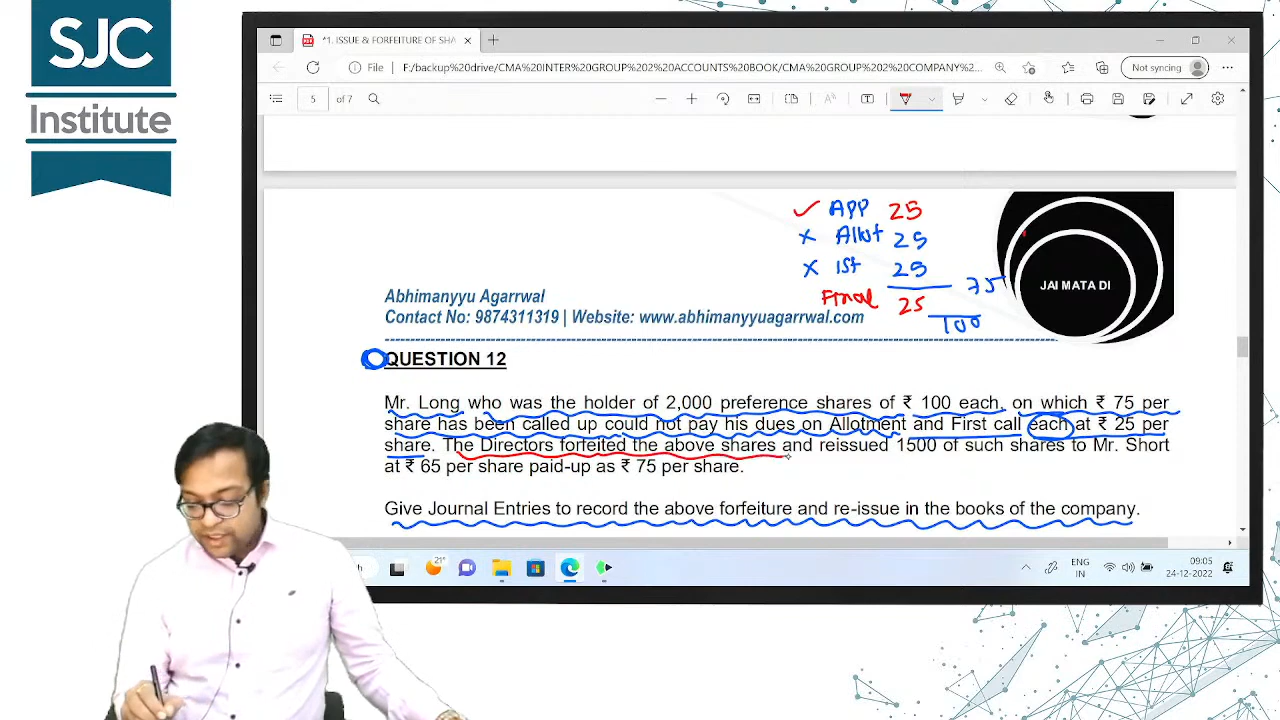 SJC
Institute
*1. ISSUE & FORFEITURE OF SHA
File
F:/backup%20drive/CMA%20INTER%20GROUP%202%20ACCOUNTS%20BOOK/CMA%20GROUP%202%20COMPANY%2...
Not syncing
5 of 7
APP 25
Allot 25
1st 25
75
Final 25
100
JAI MATA DI
Abhimanyyu Agarrwal
Contact No: 9874311319 | Website: www.abhimanyyuagarrwal.com
QUESTION 12
Mr. Long who was the holder of 2,000 preference shares of ₹ 100 each, on which ₹ 75 per
share has been called up could not pay his dues on Allotment and First call each at ₹ 25 per
share. The Directors forfeited the above shares and reissued 1500 of such shares to Mr. Short
at ₹ 65 per share paid-up as ₹ 75 per share.
Give Journal Entries to record the above forfeiture and re-issue in the books of the company.
h
21°
ENG
IN
09:05
24-12-2022